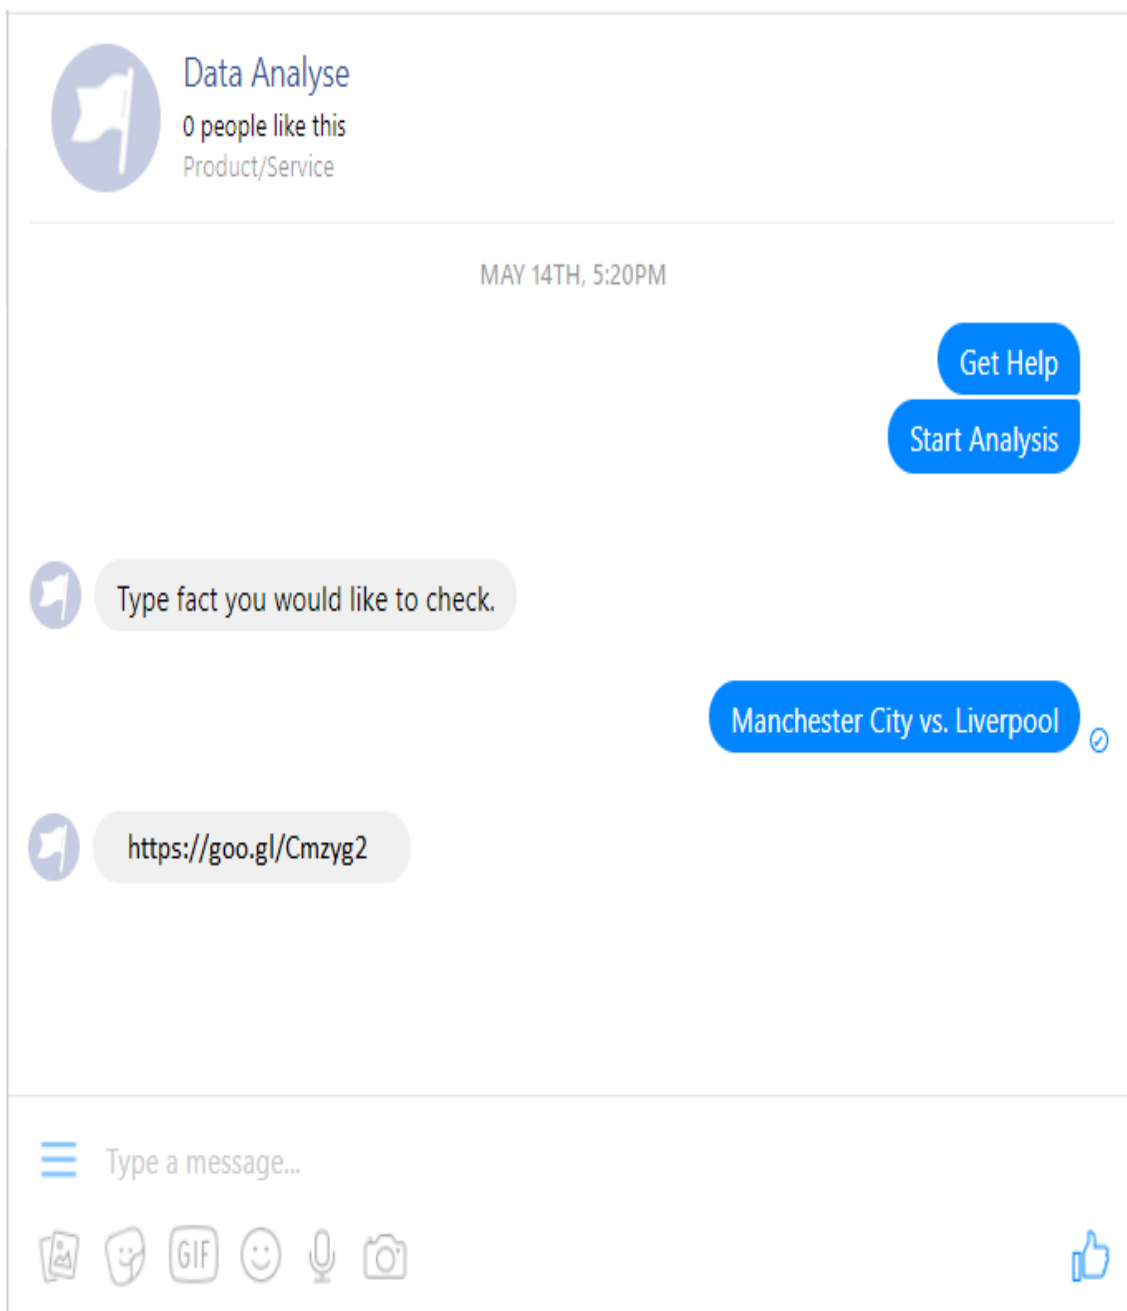 Data Analyse
0 people like this
Product/Service
MAY 14TH, 5:20PM
Get Help
Start Analysis
Type fact you would like to check.
Manchester City vs. Liverpool
https://goo.gl/Cmzyg2
Type a message...
GIF